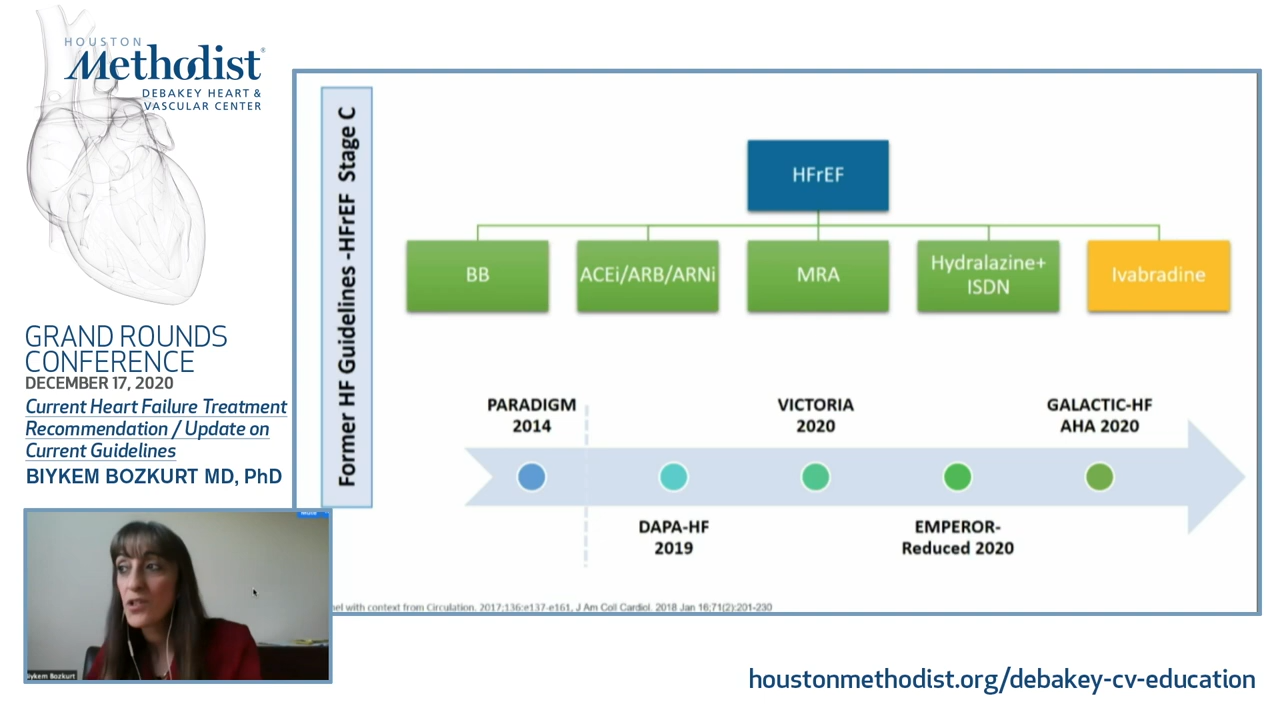 HOUSTON
Methodist®
DEBAKEY HEART &
VASCULAR CENTER
GRAND ROUNDS
CONFERENCE
DECEMBER 17, 2020
Current Heart Failure Treatment
Recommendation / Update on
Current Guidelines
BIYKEM BOZKURT MD, PhD
Former HF Guidelines -HFrEF Stage C
HFrEF
BB
ACEi/ARB/ARNi
MRA
Hydralazine+
ISDN
Ivabradine
PARADIGM
2014
VICTORIA
2020
GALACTIC-HF
AHA 2020
DAPA-HF
2019
EMPEROR-
Reduced 2020
with context from Circulation. 2017;136:e137-e161, J Am Coll Cardiol. 2018 Jan 16;71(2):201-230
Bozkurt
houstonmethodist.org/debakey-cv-education